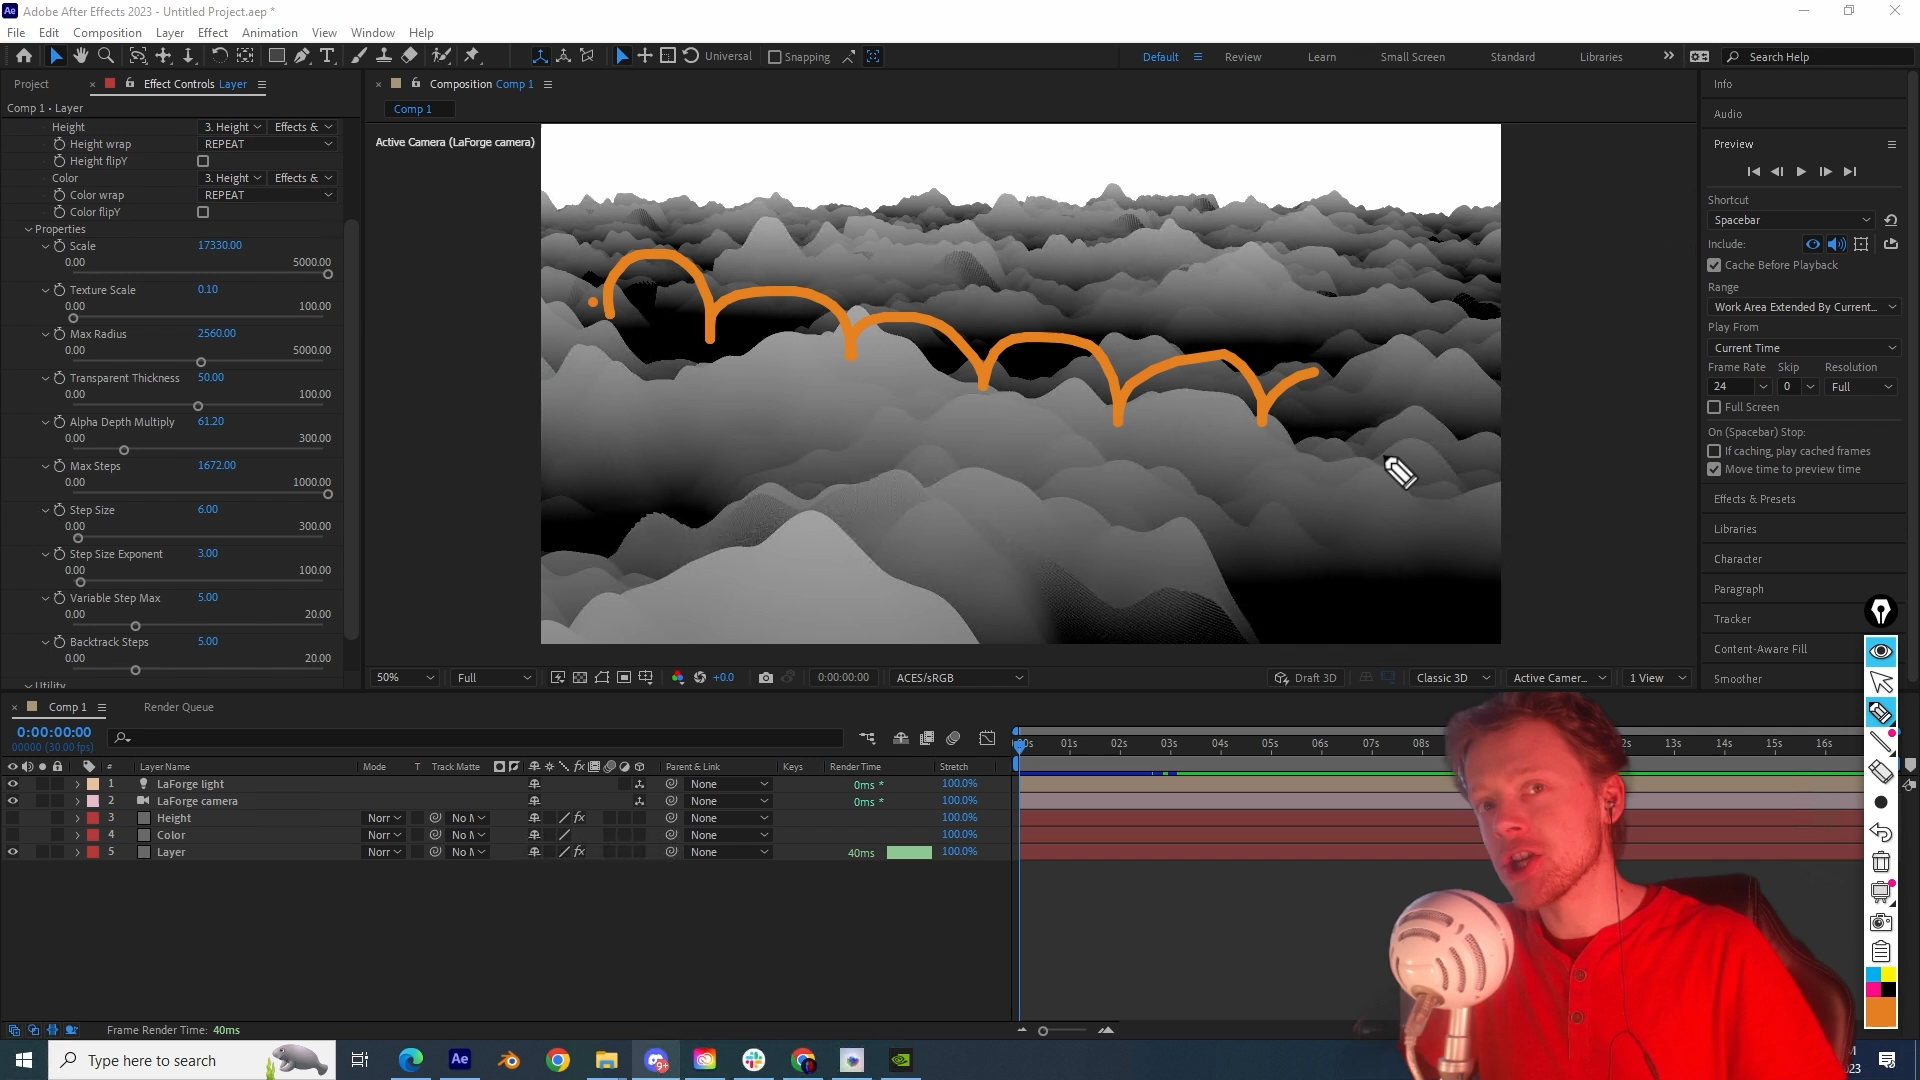 Adobe After Effects 2023 - Untitled Project.aep *
File Edit Composition Layer Effect Animation View Window Help
Universal Snapping Default Review Learn Small Screen Standard Libraries Search Help
Project Effect Controls Layer
Comp 1 • Layer
Height 3. Height Effects &
Height wrap REPEAT
Height flipY
Color 3. Height Effects &
Color wrap REPEAT
Color flipY
Properties
Scale 17330.00
0.00 5000.00
Texture Scale 0.10
0.00 100.00
Max Radius 2560.00
0.00 5000.00
Transparent Thickness 50.00
0.00 100.00
Alpha Depth Multiply 61.20
0.00 300.00
Max Steps 1672.00
0.00 1000.00
Step Size 6.00
0.00 300.00
Step Size Exponent 3.00
0.00 100.00
Variable Step Max 5.00
0.00 20.00
Backtrack Steps 5.00
0.00 20.00
Utility
Composition Comp 1
Comp 1
Active Camera (LaForge camera)
50% Full +0.0 0:00:00:00 ACES/sRGB Draft 3D Classic 3D Active Camer... 1 View
Info
Audio
Preview
Shortcut
Spacebar
Include:
Cache Before Playback
Range
Work Area Extended By Current...
Play From
Current Time
Frame Rate Skip Resolution
24 0 Full
Full Screen
On (Spacebar) Stop:
If caching, play cached frames
Move time to preview time
Effects & Presets
Libraries
Character
Paragraph
Tracker
Content-Aware Fill
Smoother
Comp 1 Render Queue
0:00:00:00
00000 (30.00 fps)
01s 02s 03s 04s 05s 06s 07s 08s 13s 14s 15s 16s
# Layer Name Mode T Track Matte fx Parent & Link Keys Render Time Stretch
1 LaForge light None 0ms * 100.0%
2 LaForge camera None 0ms * 100.0%
3 Height Norr No M fx None 100.0%
4 Color Norr No M None 100.0%
5 Layer Norr No M fx None 40ms 100.0%
Frame Render Time: 40ms
Type here to search
Ae
9+